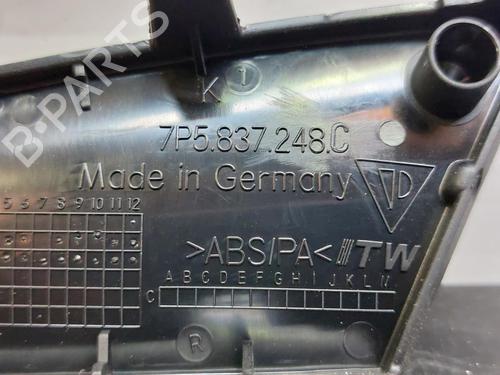 B-PARTS
K 1
7P5.837.248.C
Made in Germany
5 6 7 8 9 10 11 12
>ABS/PA< TW
A B C D E F G H I J K L N
C
R